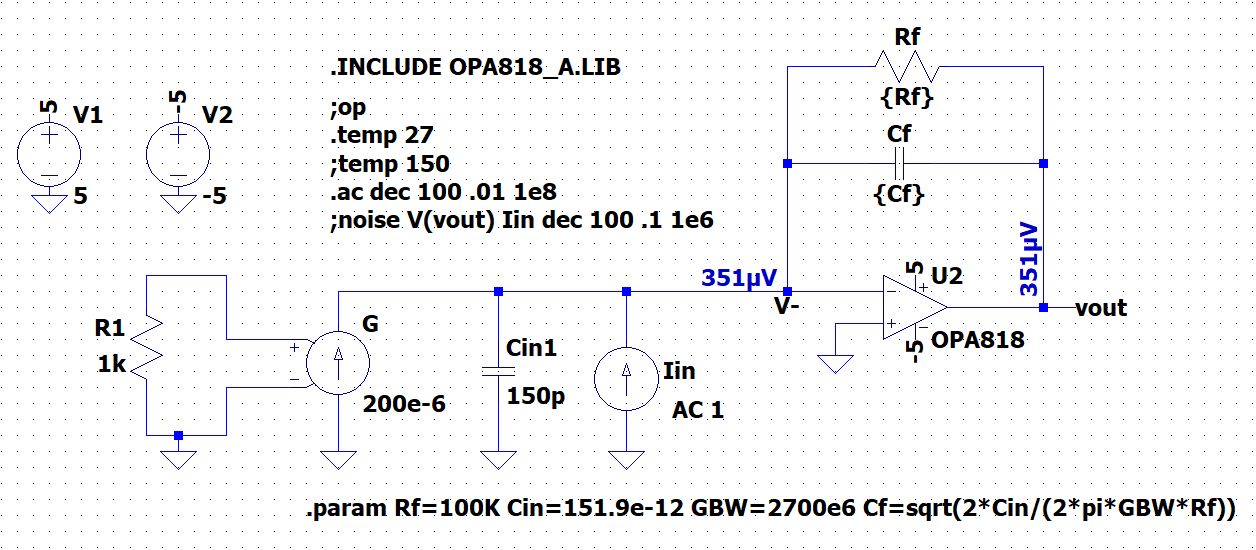 Rf
{Rf}
.INCLUDE OPA818_A.LIB
5
V1
-5
V2
;op
.temp 27
;temp 150
.ac dec 100 .01 1e8
;noise V(vout) Iin dec 100 .1 1e6
5
-5
Cf
{Cf}
351µV
351µV
V-
5
U2
vout
-5
OPA818
R1
1k
G
200e-6
Cin1
150p
Iin
AC 1
.param Rf=100K Cin=151.9e-12 GBW=2700e6 Cf=sqrt(2*Cin/(2*pi*GBW*Rf))